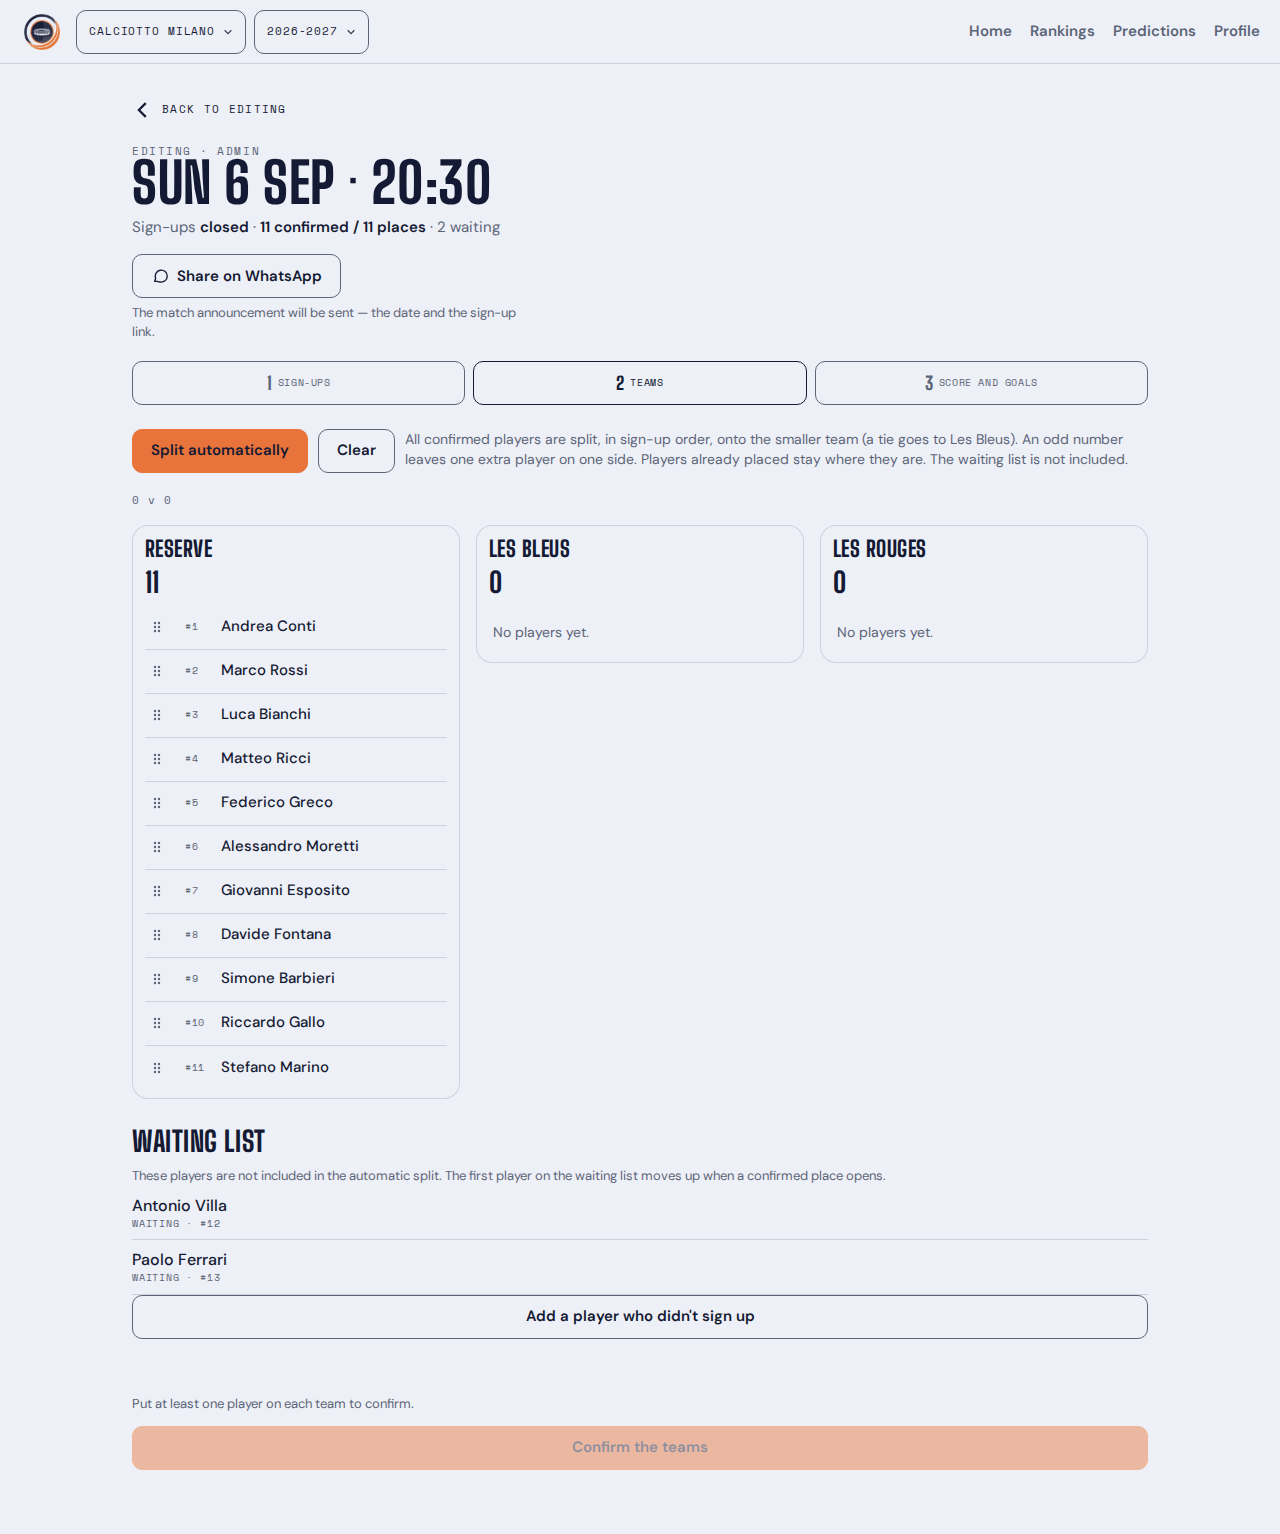 CALCIOTTO MILANO
2026-2027
Home
Rankings
Predictions
Profile
BACK TO EDITING
EDITING · ADMIN
SUN 6 SEP · 20:30
Sign-ups closed · 11 confirmed / 11 places · 2 waiting
Share on WhatsApp
The match announcement will be sent — the date and the sign-up
link.
1 SIGN-UPS
2 TEAMS
3 SCORE AND GOALS
Split automatically
Clear
All confirmed players are split, in sign-up order, onto the smaller team (a tie goes to Les Bleus). An odd number
leaves one extra player on one side. Players already placed stay where they are. The waiting list is not included.
0 v 0
RESERVE
11
#1 Andrea Conti
#2 Marco Rossi
#3 Luca Bianchi
#4 Matteo Ricci
#5 Federico Greco
#6 Alessandro Moretti
#7 Giovanni Esposito
#8 Davide Fontana
#9 Simone Barbieri
#10 Riccardo Gallo
#11 Stefano Marino
LES BLEUS
0
No players yet.
LES ROUGES
0
No players yet.
WAITING LIST
These players are not included in the automatic split. The first player on the waiting list moves up when a confirmed place opens.
Antonio Villa
WAITING · #12
Paolo Ferrari
WAITING · #13
Add a player who didn't sign up
Put at least one player on each team to confirm.
Confirm the teams